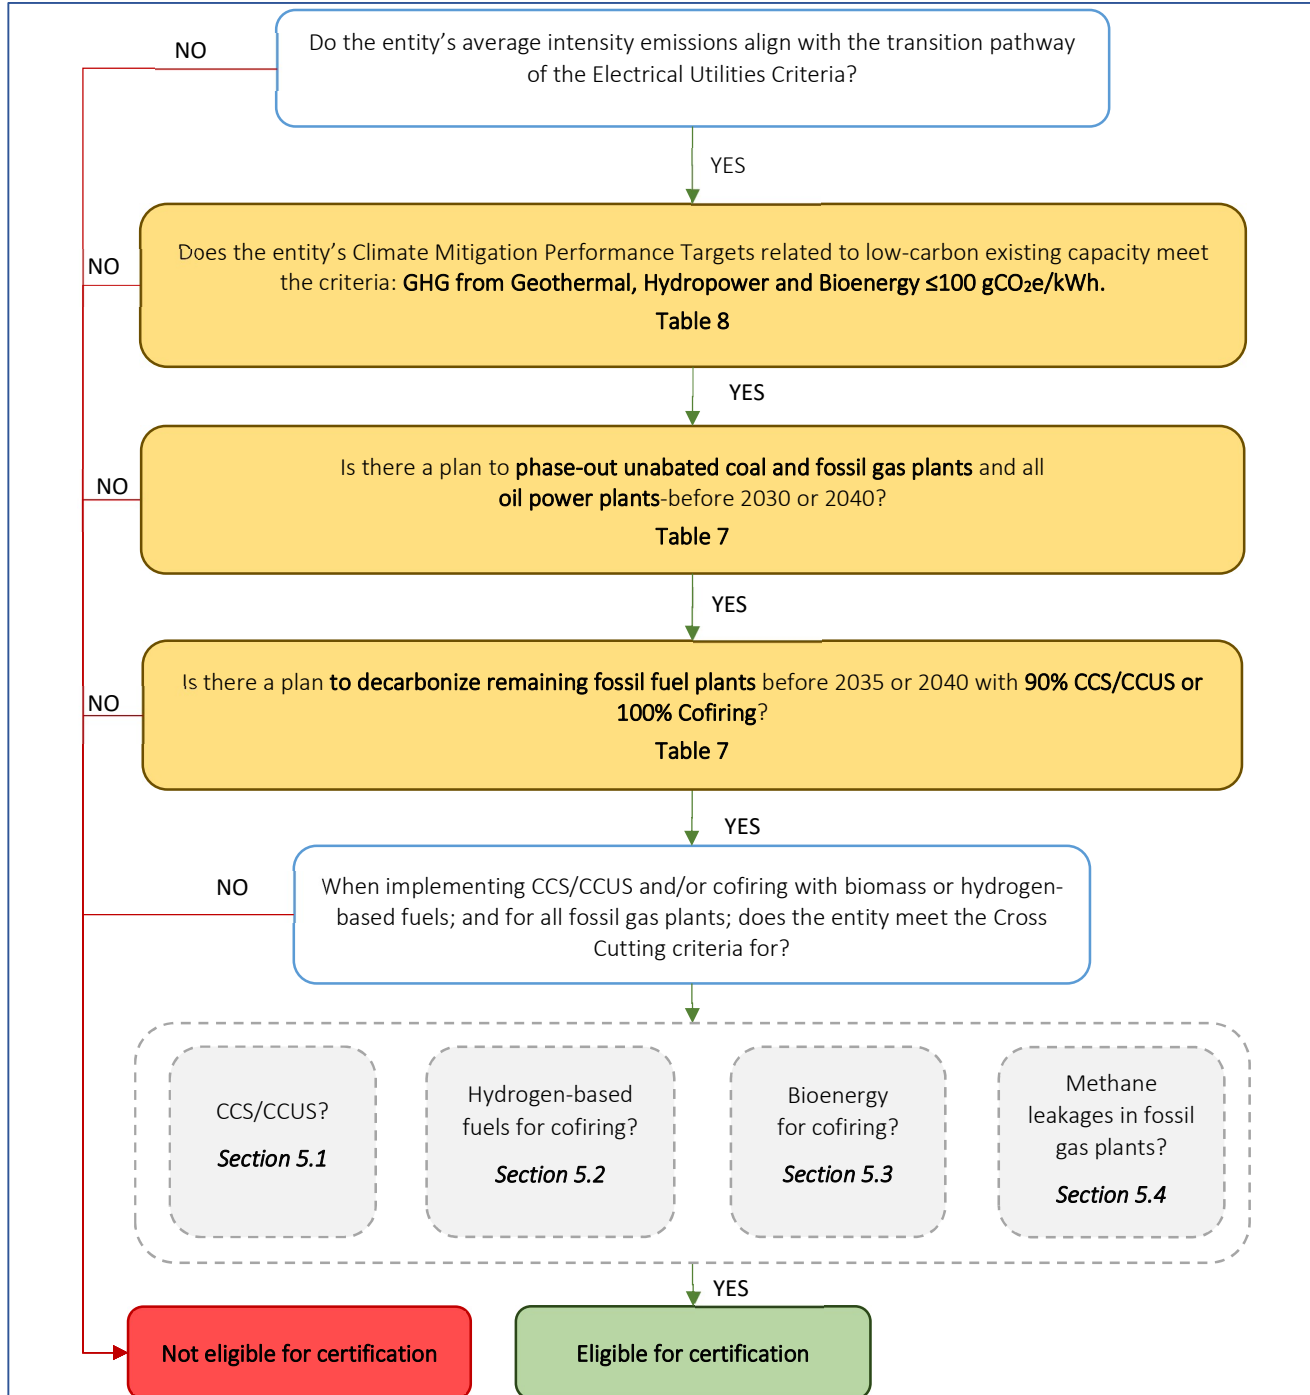 Do the entity's average intensity emissions align with the transition pathway
of the Electrical Utilities Criteria?
NO
YES
Does the entity's Climate Mitigation Performance Targets related to low-carbon existing capacity meet
the criteria: GHG from Geothermal, Hydropower and Bioenergy ≤100 gCO₂e/kWh.
Table 8
NO
YES
Is there a plan to phase-out unabated coal and fossil gas plants and all
oil power plants-before 2030 or 2040?
Table 7
NO
YES
Is there a plan to decarbonize remaining fossil fuel plants before 2035 or 2040 with 90% CCS/CCUS or
100% Cofiring?
Table 7
NO
YES
When implementing CCS/CCUS and/or cofiring with biomass or hydrogen-
based fuels; and for all fossil gas plants; does the entity meet the Cross
Cutting criteria for?
NO
CCS/CCUS?
Section 5.1
Hydrogen-based
fuels for cofiring?
Section 5.2
Bioenergy
for cofiring?
Section 5.3
Methane
leakages in fossil
gas plants?
Section 5.4
YES
Not eligible for certification
Eligible for certification